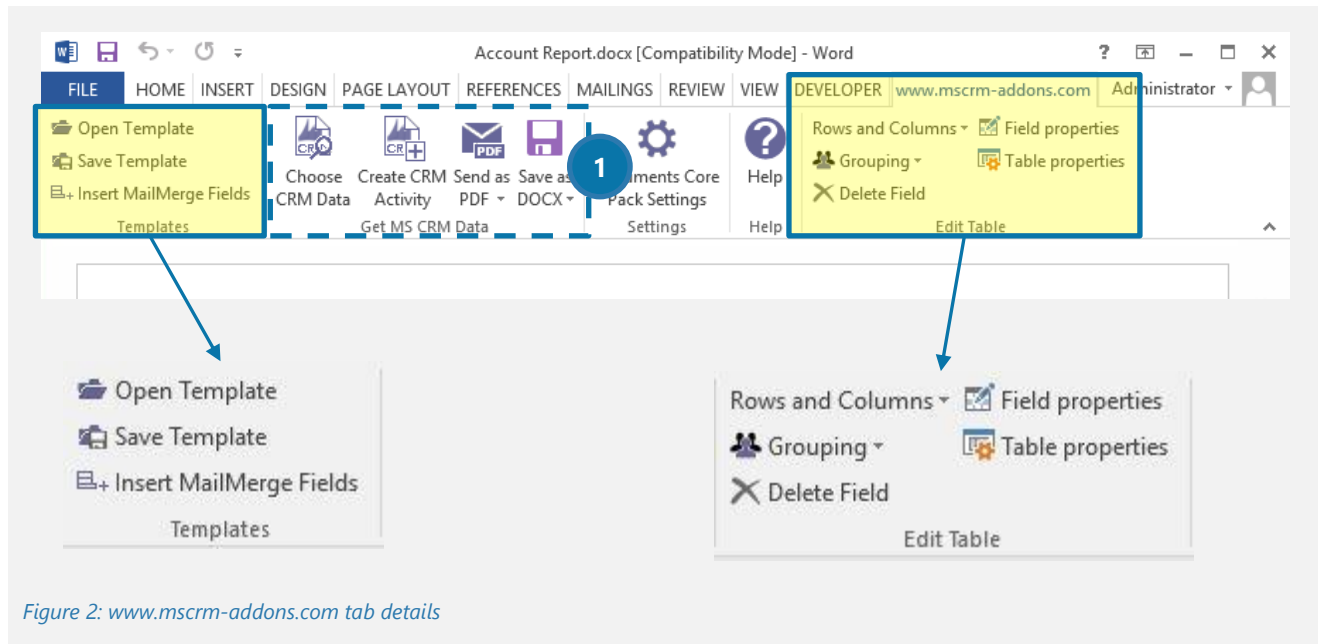 Account Report.docx [Compatibility Mode] - Word
FILE HOME INSERT DESIGN PAGE LAYOUT REFERENCES MAILINGS REVIEW VIEW DEVELOPER www.mscrm-addons.com Administrator
Open Template
Save Template
Insert MailMerge Fields
Templates
Choose
CRM Data
Create CRM
Activity
Send as
PDF
Save as
DOCX
Get MS CRM Data
1
ments Core
Pack Settings
Settings
Help
Help
Rows and Columns Field properties
Grouping Table properties
Delete Field
Edit Table
Open Template
Save Template
Insert MailMerge Fields
Templates
Rows and Columns Field properties
Grouping Table properties
Delete Field
Edit Table
Figure 2: www.mscrm-addons.com tab details